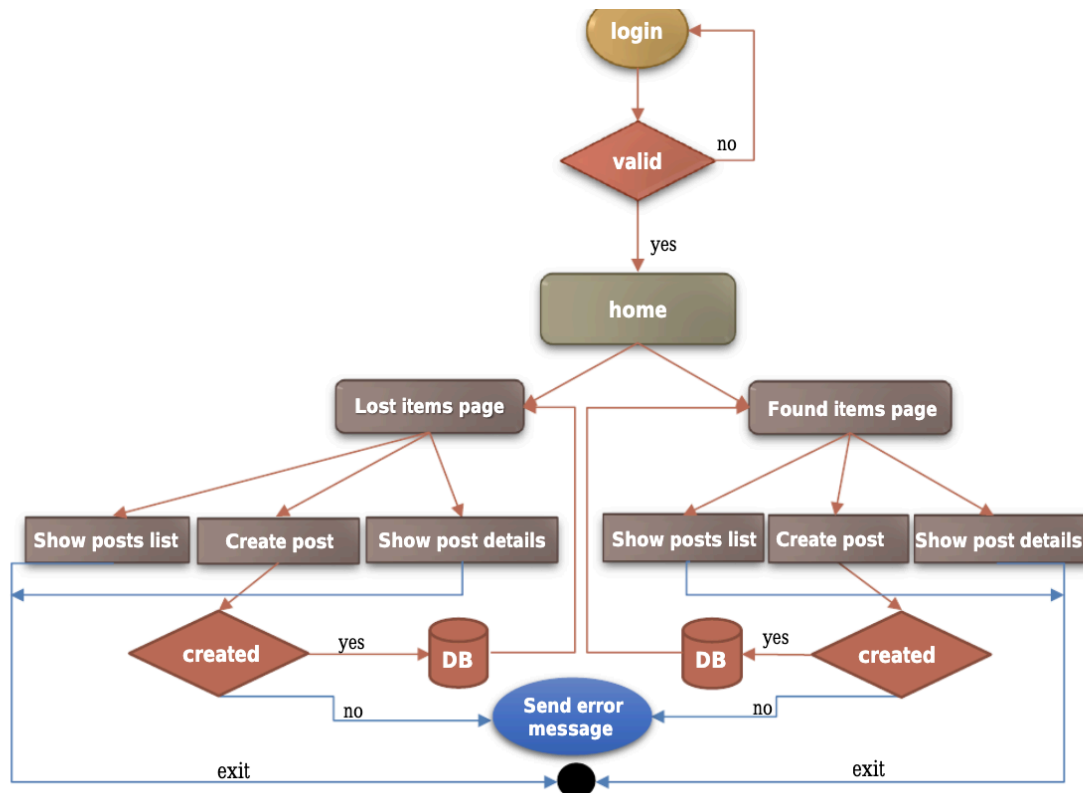 login
no
valid
yes
home
Lost items page
Found items page
Show posts list
Create post
Show post details
Show posts list
Create post
Show post details
created
yes
DB
DB
yes
created
no
Send error
message
no
exit
exit